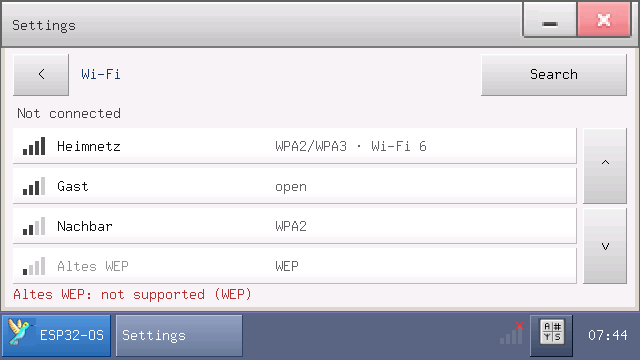 Settings
< Wi-Fi Search
Not connected
Heimnetz WPA2/WPA3 · Wi-Fi 6
Gast open
Nachbar WPA2
Altes WEP WEP
Altes WEP: not supported (WEP)
ESP32-OS Settings A# TS 07:44